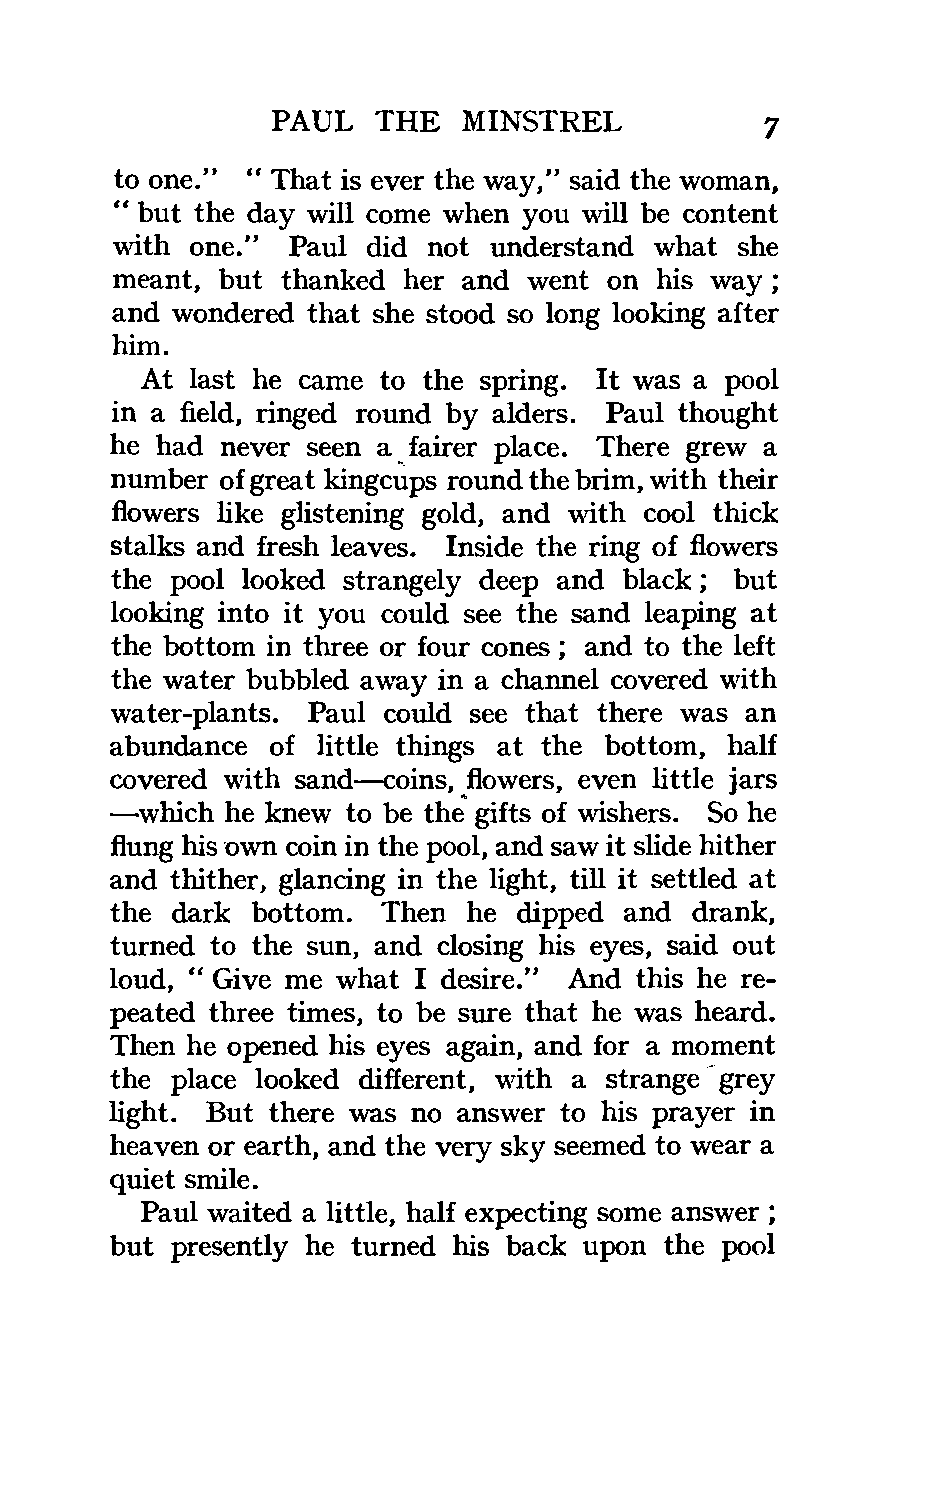 PAUL THE MINSTREL 7
to one." " That is ever the way," said the woman,
" but the day will come when you will be content
with one." Paul did not understand what she
meant, but thanked her and went on his way ;
and wondered that she stood so long looking after
him.
At last he came to the spring. It was a pool
in a field, ringed round by alders. Paul thought
he had never seen a fairer place. There grew a
number of great kingcups round the brim, with their
flowers like glistening gold, and with cool thick
stalks and fresh leaves. Inside the ring of flowers
the pool looked strangely deep and black ; but
looking into it you could see the sand leaping at
the bottom in three or four cones ; and to the left
the water bubbled away in a channel covered with
water-plants. Paul could see that there was an
abundance of little things at the bottom, half
covered with sand—coins, flowers, even little jars
—which he knew to be the gifts of wishers. So he
flung his own coin in the pool, and saw it slide hither
and thither, glancing in the light, till it settled at
the dark bottom. Then he dipped and drank,
turned to the sun, and closing his eyes, said out
loud, " Give me what I desire." And this he re-
peated three times, to be sure that he was heard.
Then he opened his eyes again, and for a moment
the place looked different, with a strange grey
light. But there was no answer to his prayer in
heaven or earth, and the very sky seemed to wear a
quiet smile.
Paul waited a little, half expecting some answer ;
but presently he turned his back upon the pool